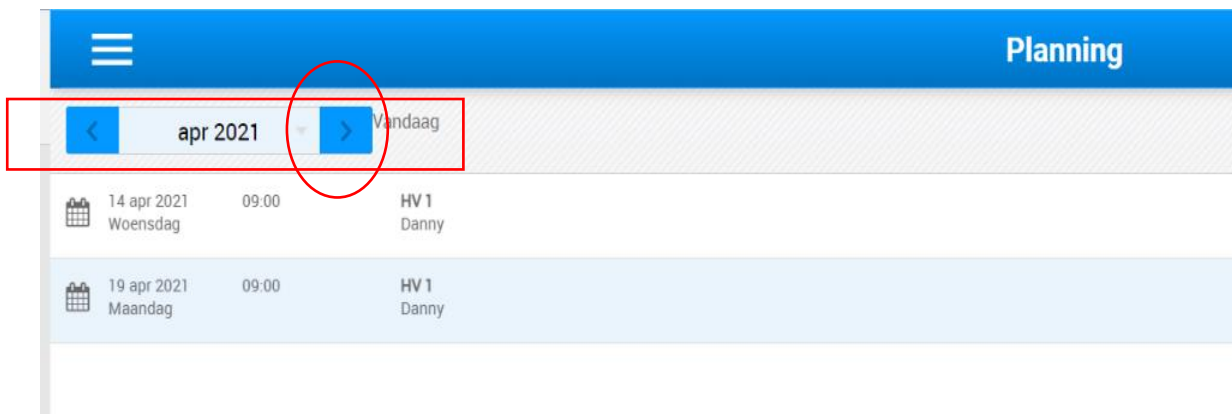 Planning
apr 2021
Vandaag
14 apr 2021 09:00 HV 1
Woensdag Danny
19 apr 2021 09:00 HV 1
Maandag Danny